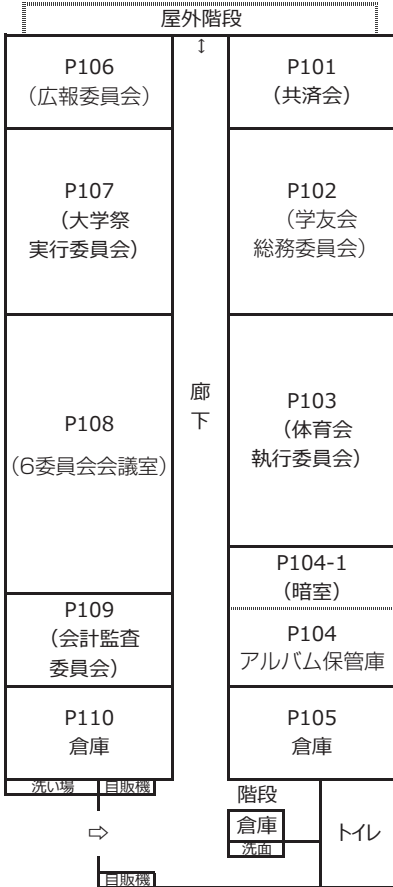 屋外階段
↕
P106
（広報委員会）
P101
（共済会）
P107
（大学祭
実行委員会）
P102
（学友会
総務委員会）
廊
下
P108
（6委員会会議室）
P103
（体育会
執行委員会）
P104-1
（暗室）
P109
（会計監査
委員会）
P104
アルバム保管庫
P110
倉庫
P105
倉庫
洗い場
自販機
階段
⇨
倉庫
洗面
トイレ
自販機